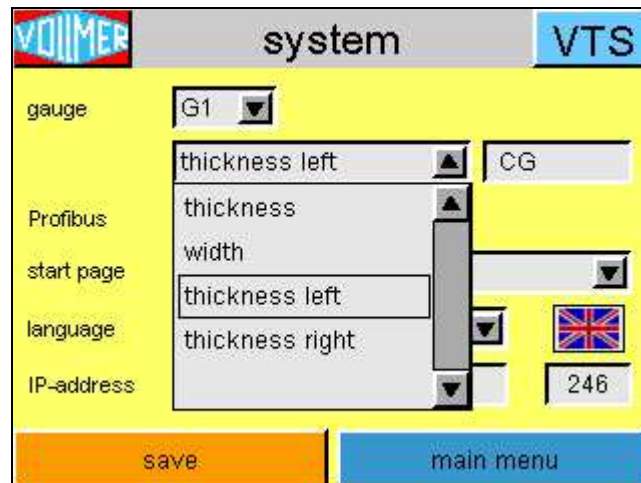 VOLLMER system VTS
gauge G1
thickness left CG
thickness
Profibus
width
start page
thickness left
language
thickness right
IP-address 246
save main menu